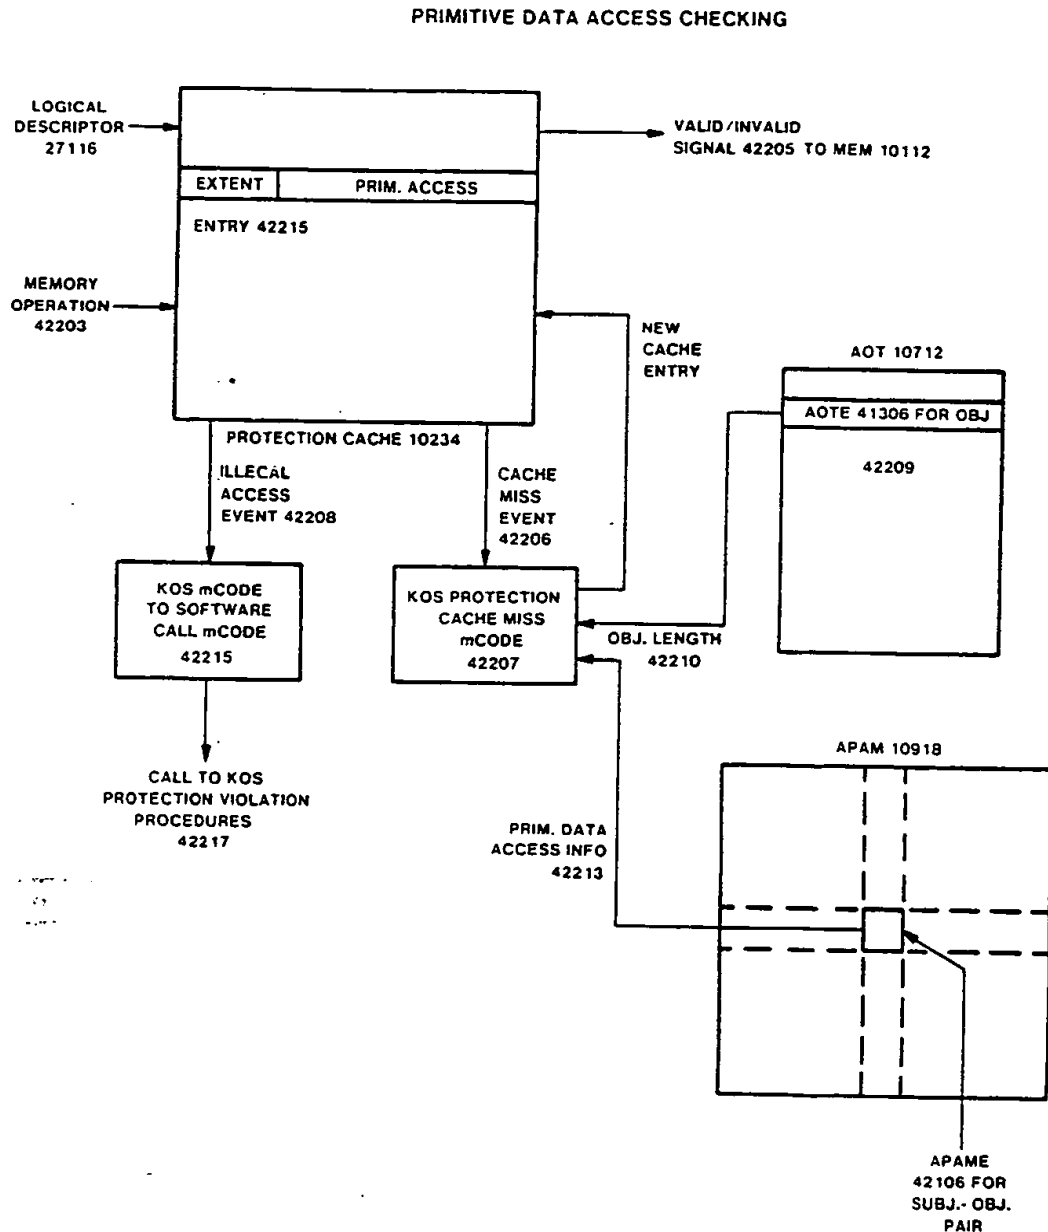 PRIMITIVE DATA ACCESS CHECKING
LOGICAL
DESCRIPTOR
27116
VALID/INVALID
SIGNAL 42205 TO MEM 10112
EXTENT
PRIM. ACCESS
ENTRY 42215
MEMORY
OPERATION
42203
NEW
CACHE
ENTRY
AOT 10712
AOTE 41306 FOR OBJ
42209
PROTECTION CACHE 10234
ILLECAL
ACCESS
EVENT 42208
CACHE
MISS
EVENT
42206
KOS mCODE
TO SOFTWARE
CALL mCODE
42215
KOS PROTECTION
CACHE MISS
mCODE
42207
OBJ. LENGTH
42210
CALL TO KOS
PROTECTION VIOLATION
PROCEDURES
42217
APAM 10918
PRIM. DATA
ACCESS INFO
42213
APAME
42106 FOR
SUBJ.- OBJ.
PAIR